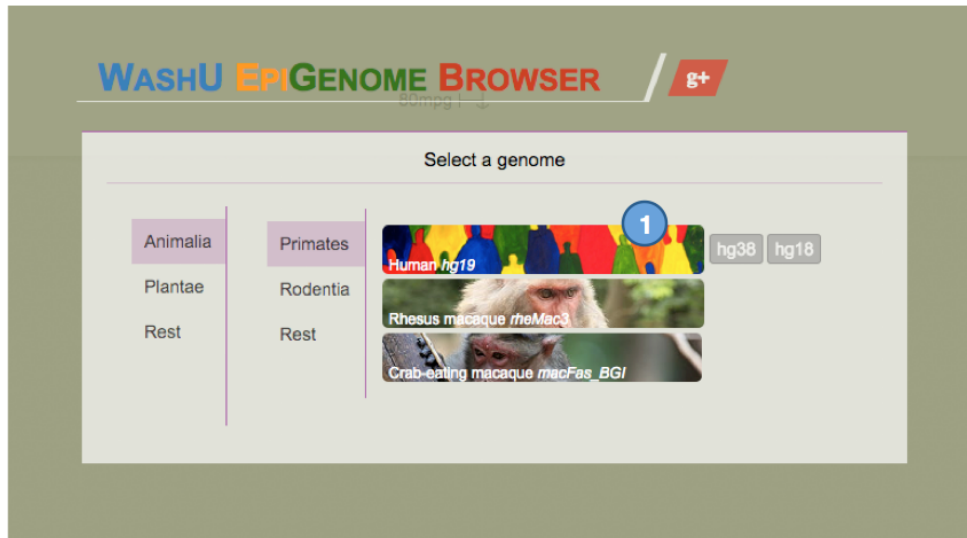 WASHU EPIGENOME BROWSER
g+
80mpg
Select a genome
Animalia
Plantae
Rest
Primates
Rodentia
Rest
1
Human hg19
hg38 hg18
Rhesus macaque rheMac3
Crab-eating macaque macFas_BGI